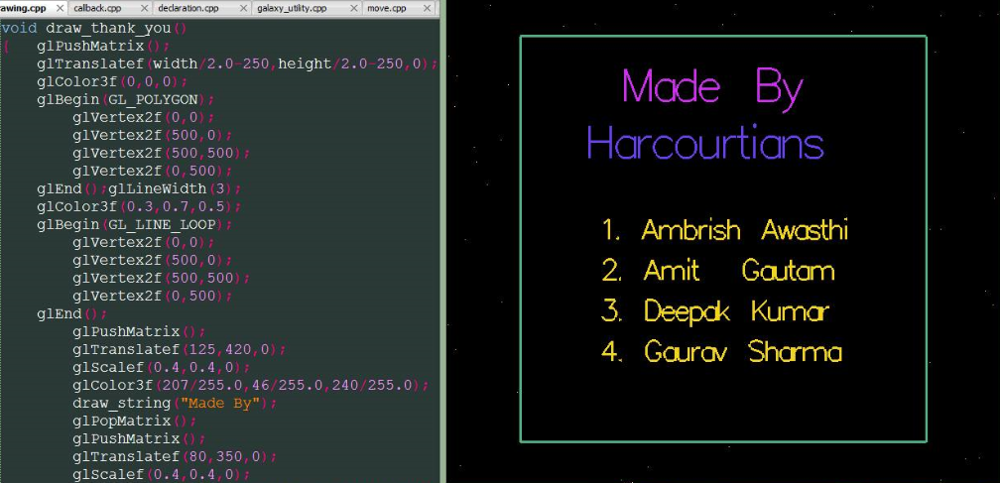 rawing.cpp callback.cpp declaration.cpp galaxy_utility.cpp move.cpp
void draw_thank_you()
{ glPushMatrix();
glTranslatef(width/2.0-250,height/2.0-250,0);
glColor3f(0,0,0);
glBegin(GL_POLYGON);
glVertex2f(0,0);
glVertex2f(500,0);
glVertex2f(500,500);
glVertex2f(0,500);
glEnd();glLineWidth(3);
glColor3f(0.3,0.7,0.5);
glBegin(GL_LINE_LOOP);
glVertex2f(0,0);
glVertex2f(500,0);
glVertex2f(500,500);
glVertex2f(0,500);
glEnd();
glPushMatrix();
glTranslatef(125,420,0);
glScalef(0.4,0.4,0);
glColor3f(207/255.0,46/255.0,240/255.0);
draw_string("Made By");
glPopMatrix();
glPushMatrix();
glTranslatef(80,350,0);
glScalef(0.4,0.4,0);
Made By
Harcourtians
1. Ambrish Awasthi
2. Amit Gautam
3. Deepak Kumar
4. Gaurav Sharma